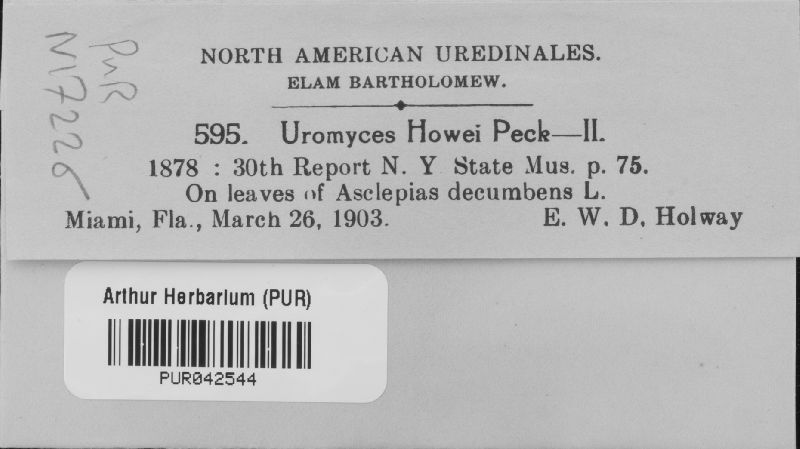 NORTH AMERICAN UREDINALES.
ELAM BARTHOLOMEW.
595. Uromyces Howei Peck—II.
1878 : 30th Report N. Y State Mus. p. 75.
On leaves of Asclepias decumbens L.
Miami, Fla., March 26, 1903. E. W. D. Holway
PUR
N17226
Arthur Herbarium (PUR)
PUR042544